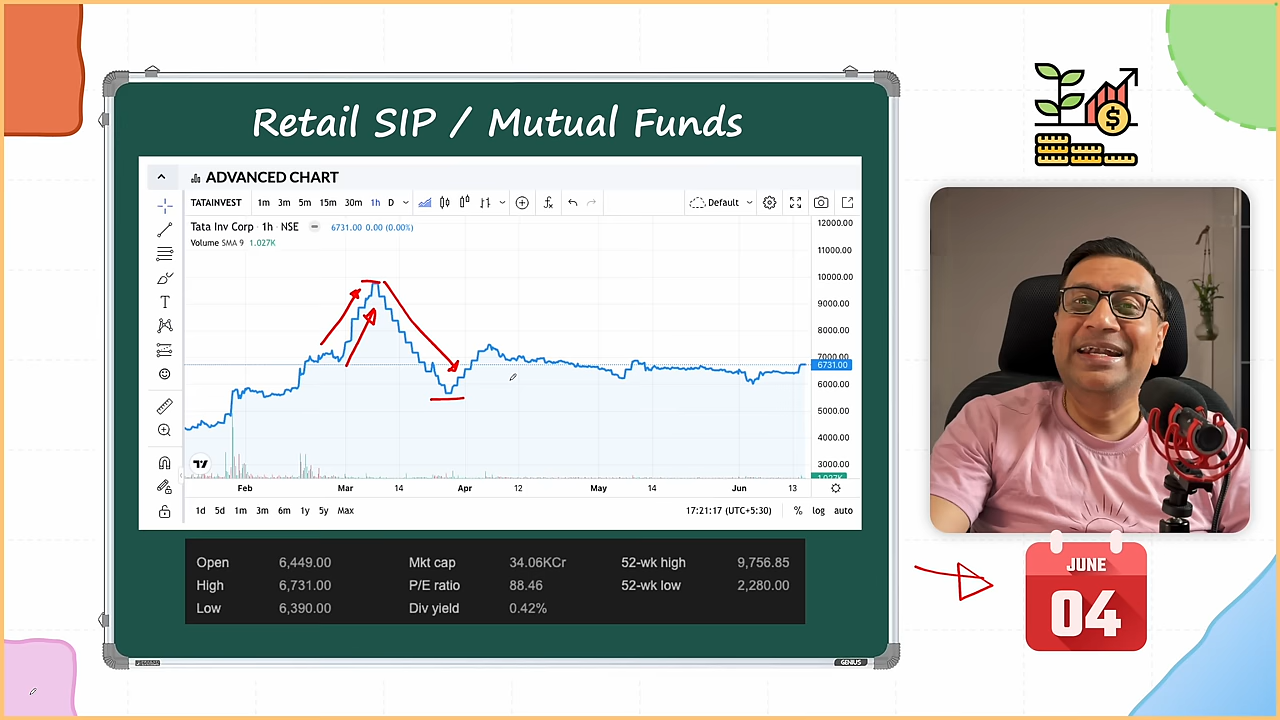 Retail SIP / Mutual Funds
ADVANCED CHART
TATAINVEST 1m 3m 5m 15m 30m 1h D Default
Tata Inv Corp · 1h · NSE 6731.00 0.00 (0.00%)
Volume SMA 9 1.027K
12000.00
11000.00
10000.00
9000.00
8000.00
7000.00
6731.00
6000.00
5000.00
4000.00
3000.00
1.027K
Feb Mar 14 Apr 12 May 14 Jun 13
1d 5d 1m 3m 6m 1y 5y Max 17:21:17 (UTC+5:30) % log auto
Open 6,449.00 Mkt cap 34.06KCr 52-wk high 9,756.85
High 6,731.00 P/E ratio 88.46 52-wk low 2,280.00
Low 6,390.00 Div yield 0.42%
GENIUS
JUNE
04